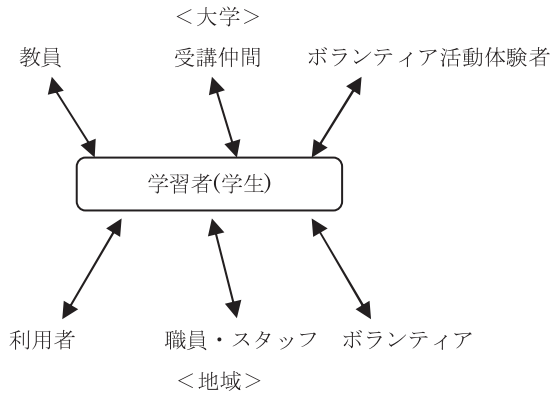 ＜大学＞
教員 受講仲間 ボランティア活動体験者
学習者(学生)
利用者 職員・スタッフ ボランティア
＜地域＞